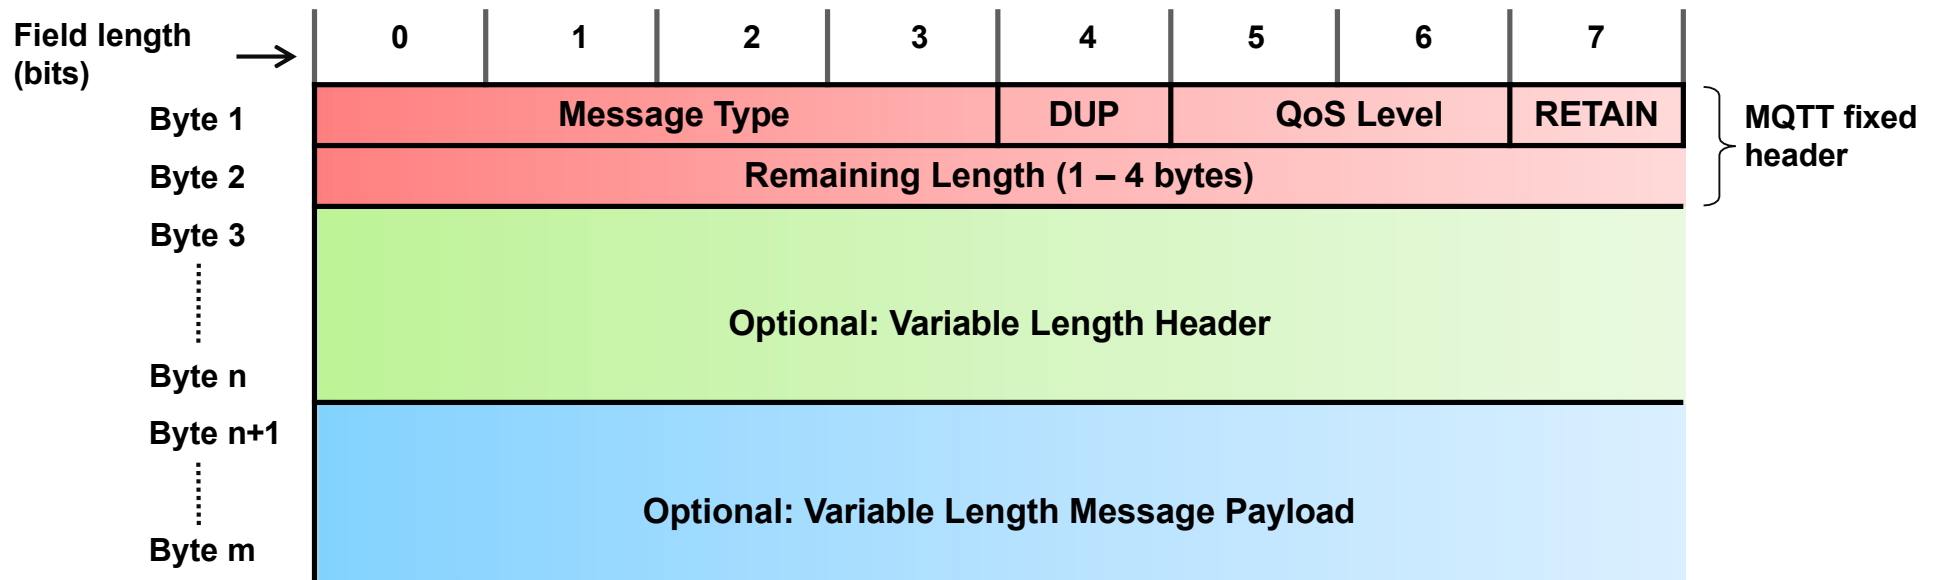 Field length
(bits)
0 1 2 3 4 5 6 7
Byte 1
Message Type DUP QoS Level RETAIN
MQTT fixed
header
Byte 2
Remaining Length (1 – 4 bytes)
Byte 3
Optional: Variable Length Header
Byte n
Byte n+1
Optional: Variable Length Message Payload
Byte m